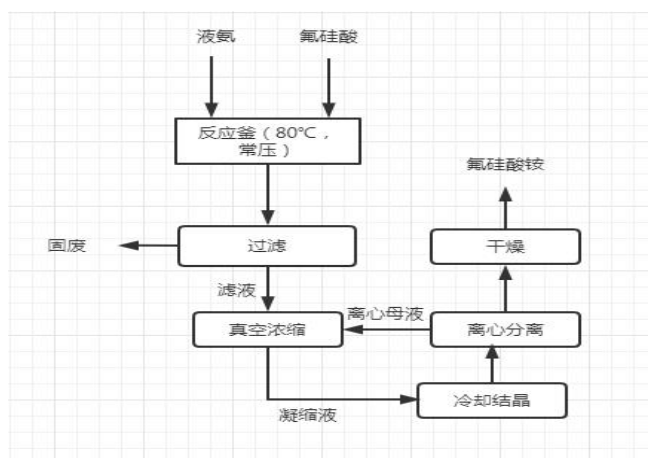 液氨
氟硅酸
反应釜（80℃，
常压）
氟硅酸铵
固废
过滤
干燥
滤液
离心母液
真空浓缩
离心分离
冷却结晶
凝缩液